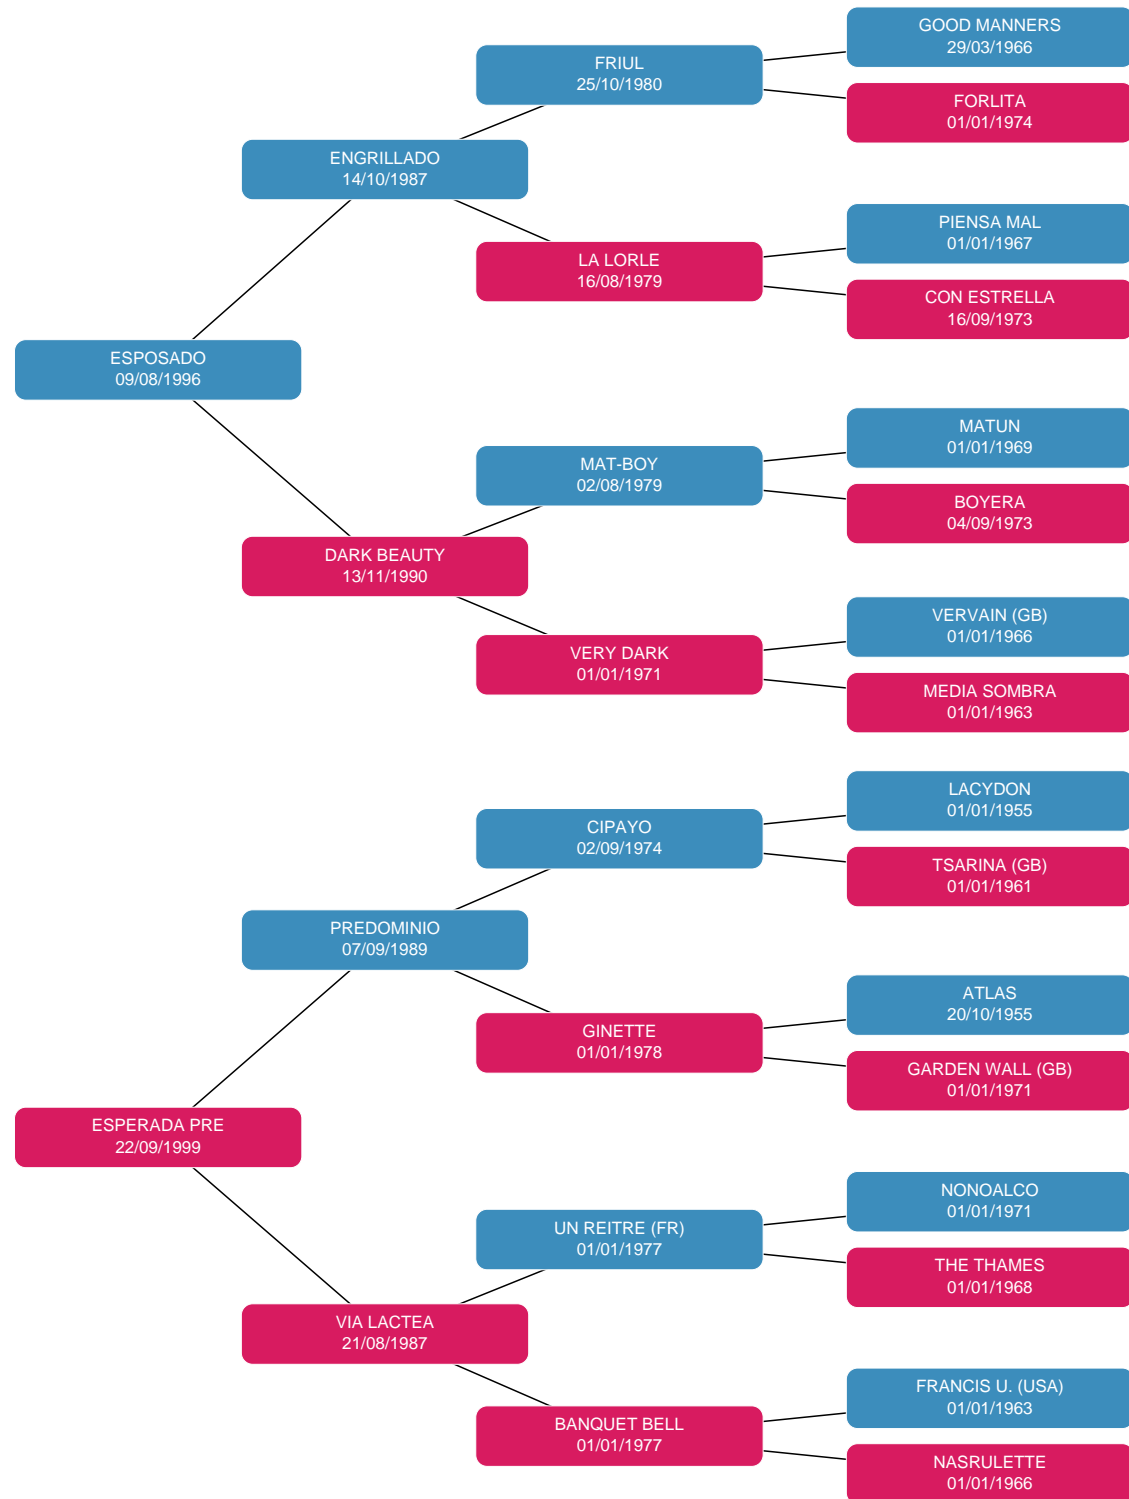 GOOD MANNERS
29/03/1966
FRIUL
25/10/1980
FORLITA
01/01/1974
ENGRILLADO
14/10/1987
PIENSA MAL
01/01/1967
LA LORLE
16/08/1979
CON ESTRELLA
16/09/1973
ESPOSADO
09/08/1996
MATUN
01/01/1969
MAT-BOY
02/08/1979
BOYERA
04/09/1973
DARK BEAUTY
13/11/1990
VERVAIN (GB)
01/01/1966
VERY DARK
01/01/1971
MEDIA SOMBRA
01/01/1963
LACYDON
01/01/1955
CIPAYO
02/09/1974
TSARINA (GB)
01/01/1961
PREDOMINIO
07/09/1989
ATLAS
20/10/1955
GINETTE
01/01/1978
GARDEN WALL (GB)
01/01/1971
ESPERADA PRE
22/09/1999
NONOALCO
01/01/1971
UN REITRE (FR)
01/01/1977
THE THAMES
01/01/1968
VIA LACTEA
21/08/1987
FRANCIS U. (USA)
01/01/1963
BANQUET BELL
01/01/1977
NASRULETTE
01/01/1966